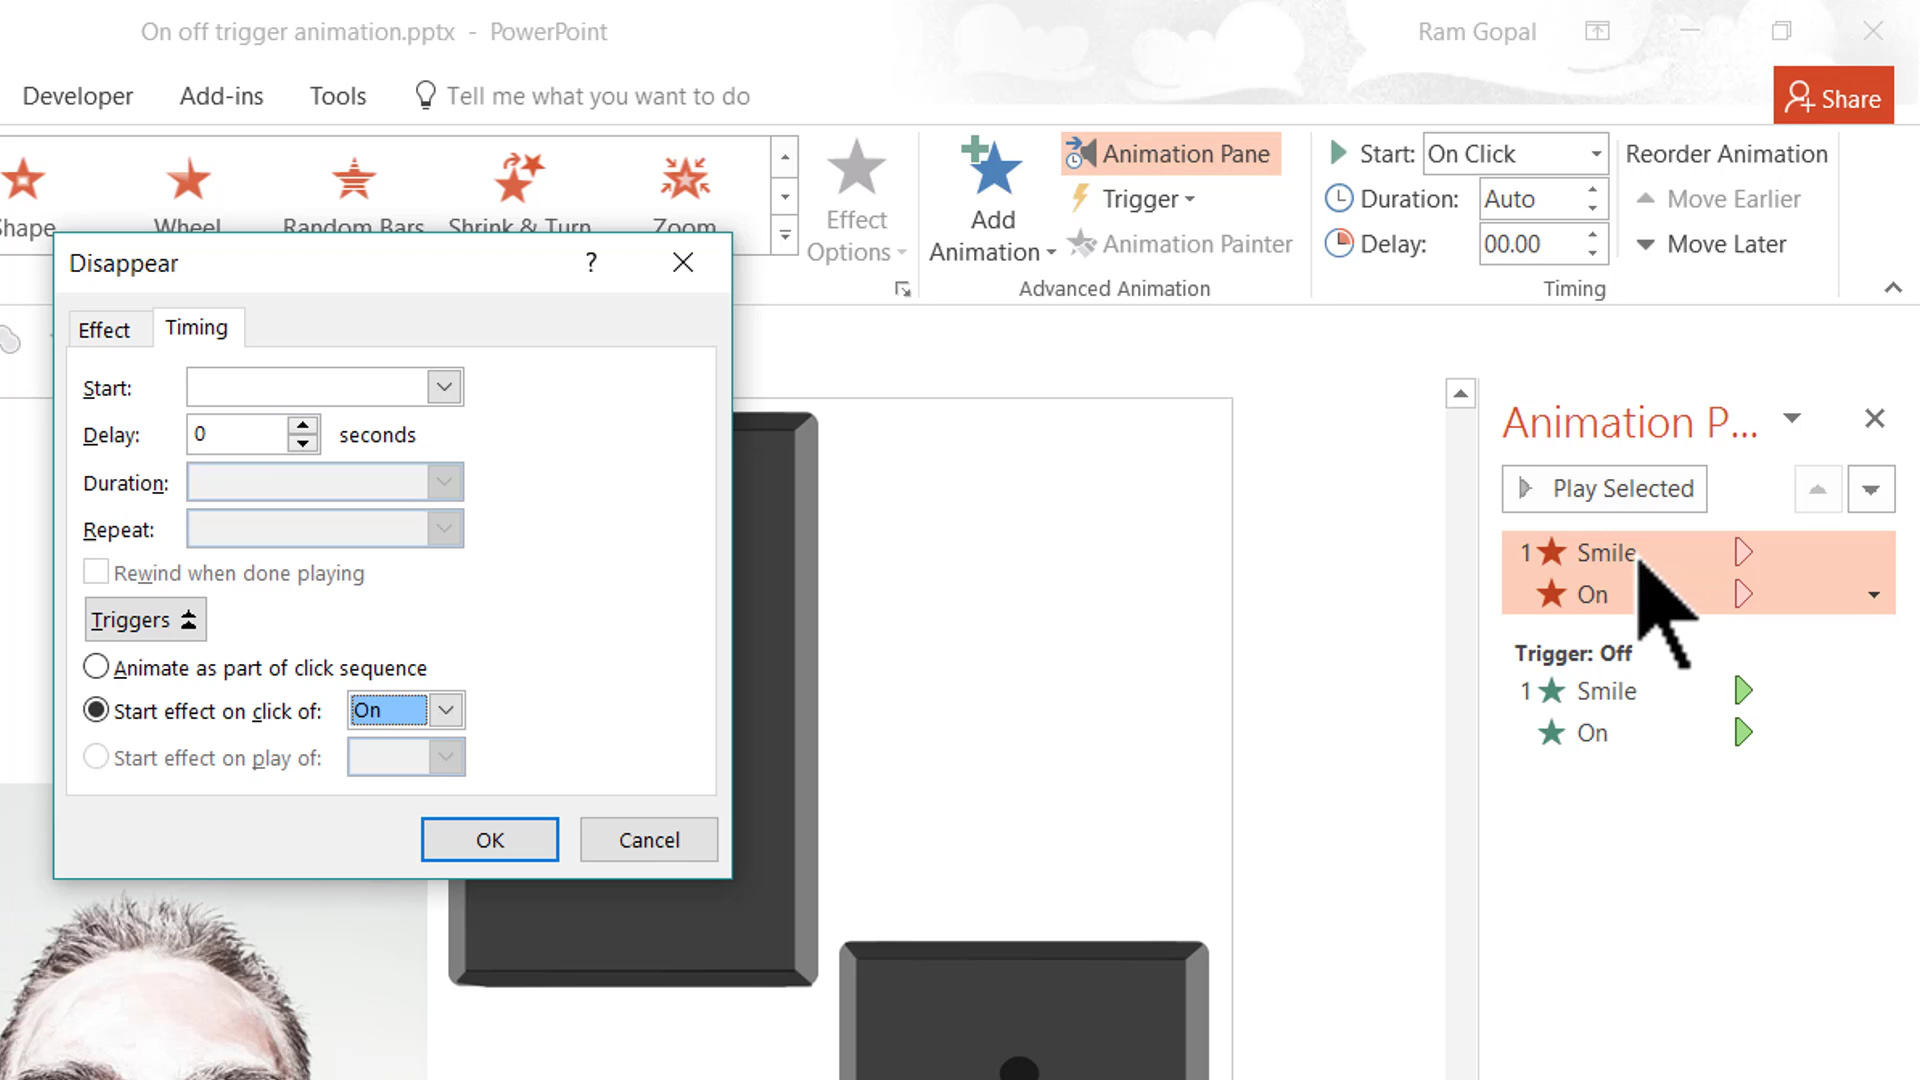 On off trigger animation.pptx - PowerPoint
Ram Gopal
Developer
Add-ins
Tools
Tell me what you want to do
Share
Shape
Wheel
Random Bars
Shrink & Turn
Zoom
Effect
Options
Add
Animation
Animation Pane
Trigger
Animation Painter
Advanced Animation
Start: On Click
Duration: Auto
Delay: 00.00
Timing
Reorder Animation
Move Earlier
Move Later
Disappear
?
Effect
Timing
Start:
Delay: 0 seconds
Duration:
Repeat:
Rewind when done playing
Triggers
Animate as part of click sequence
Start effect on click of: On
Start effect on play of:
OK
Cancel
Animation P...
Play Selected
1 Smile
On
Trigger: Off
1 Smile
On